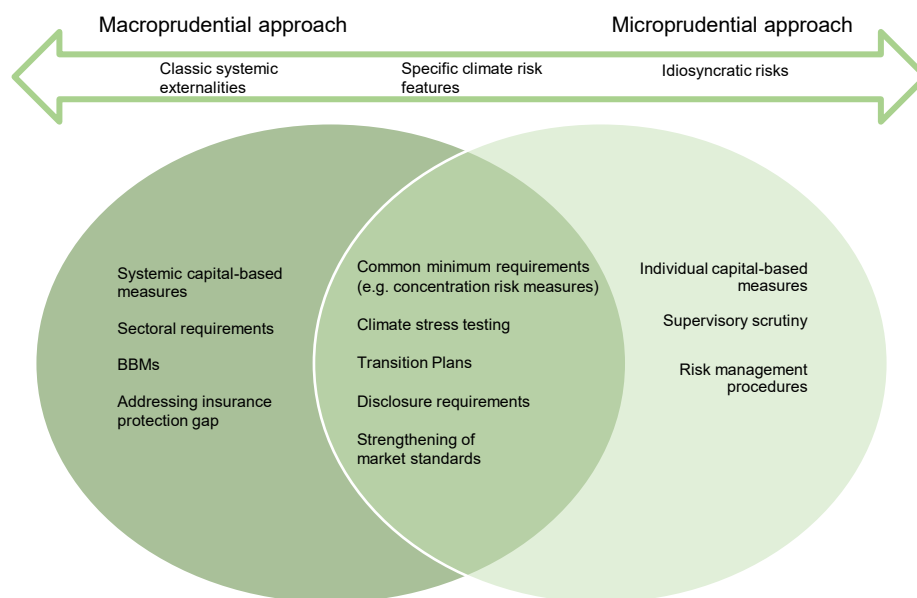 Macroprudential approach
Microprudential approach
Classic systemic
externalities
Specific climate risk
features
Idiosyncratic risks
Systemic capital-based
measures
Sectoral requirements
BBMs
Addressing insurance
protection gap
Common minimum requirements
(e.g. concentration risk measures)
Climate stress testing
Transition Plans
Disclosure requirements
Strengthening of
market standards
Individual capital-based
measures
Supervisory scrutiny
Risk management
procedures